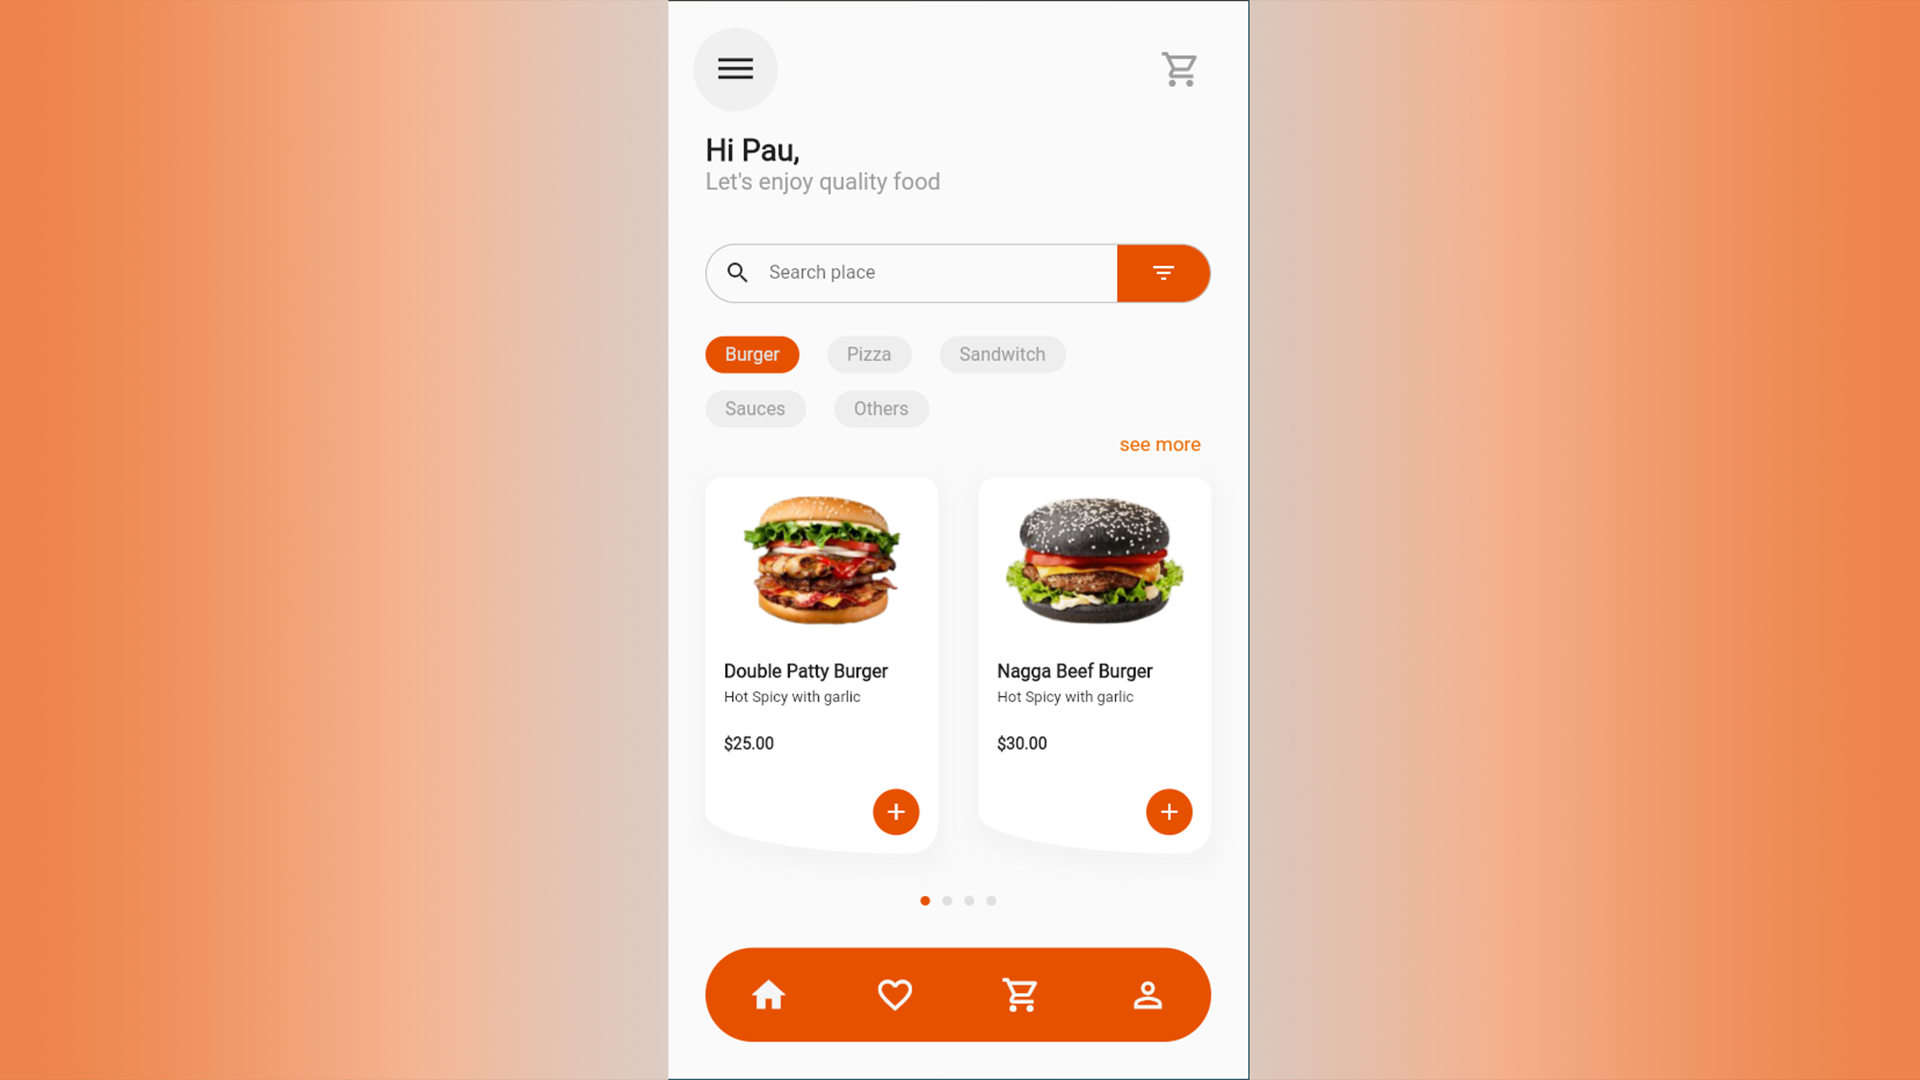 Hi Pau,
Let's enjoy quality food
Search place
Burger Pizza Sandwitch
Sauces Others
see more
Double Patty Burger
Hot Spicy with garlic
$25.00
Nagga Beef Burger
Hot Spicy with garlic
$30.00